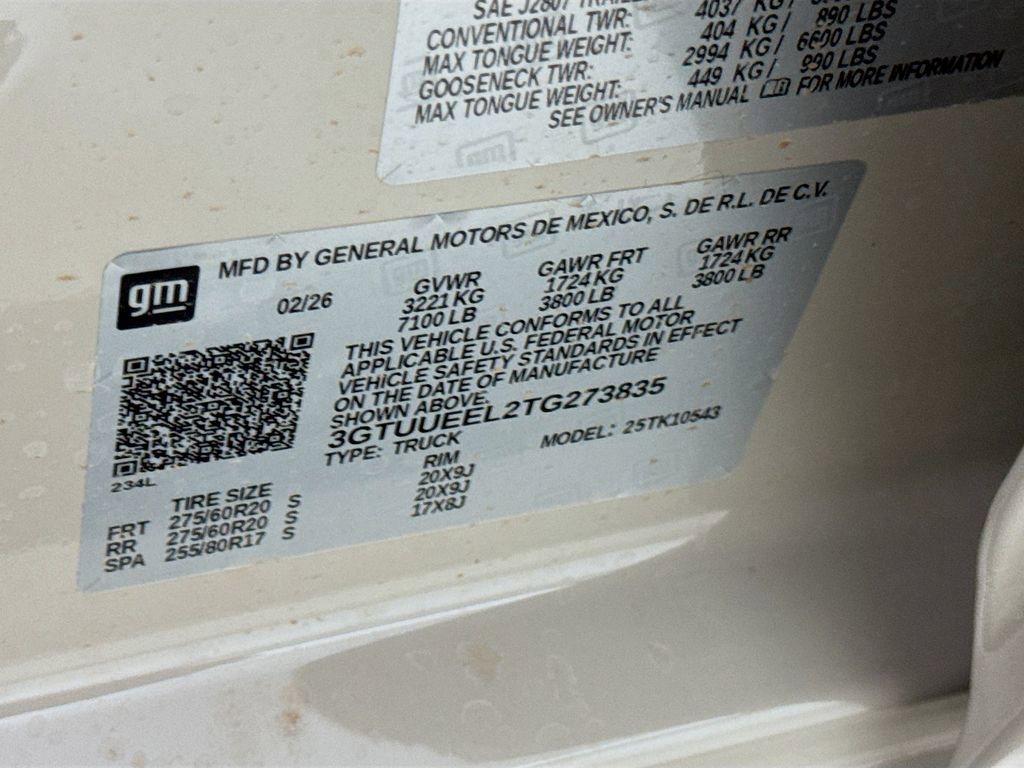 SAE J2807
CONVENTIONAL TWR: 4037 KG/
MAX TONGUE WEIGHT: 404 KG/ 890 LBS
GOOSENECK TWR: 2994 KG/ 6600 LBS
MAX TONGUE WEIGHT: 449 KG/ 990 LBS
SEE OWNER'S MANUAL FOR MORE INFORMATION
gm
MFD BY GENERAL MOTORS DE MEXICO, S. DE R.L. DE C.V.
02/26 GVWR GAWR FRT GAWR RR
3221 KG 1724 KG 1724 KG
7100 LB 3800 LB 3800 LB
THIS VEHICLE CONFORMS TO ALL
APPLICABLE U.S. FEDERAL MOTOR
VEHICLE SAFETY STANDARDS IN EFFECT
ON THE DATE OF MANUFACTURE
SHOWN ABOVE.
3GTUUEEL2TG273835
TYPE: TRUCK MODEL: 25TK10543
234L
TIRE SIZE RIM
FRT 275/60R20 S 20X9J
RR 275/60R20 S 20X9J
SPA 255/80R17 S 17X8J